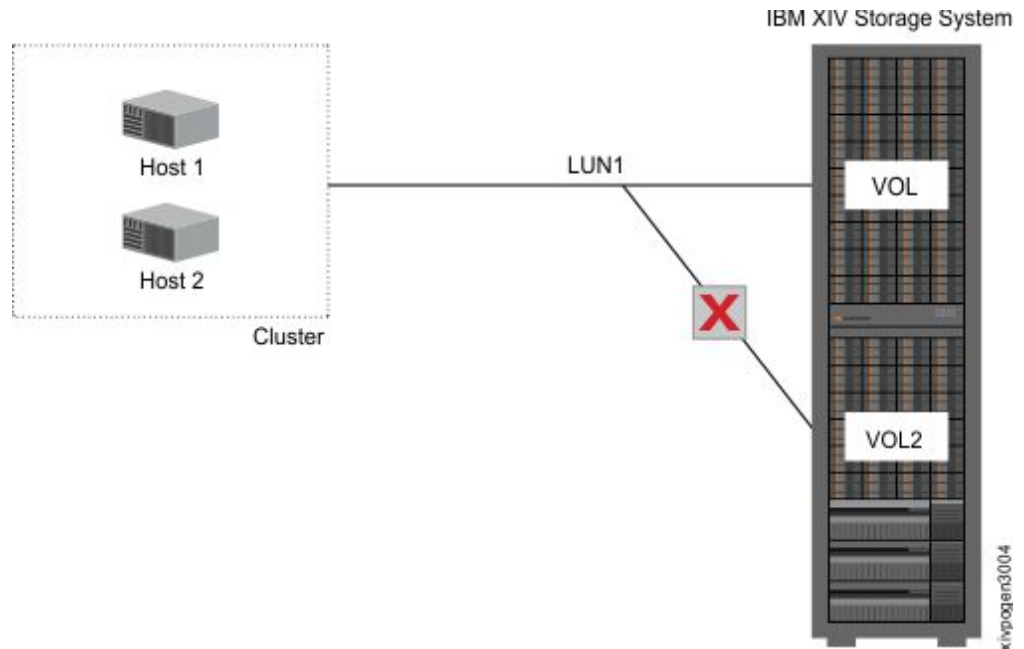 IBM XIV Storage System
Host 1
LUN1
VOL
Host 2
Cluster
X
VOL2
xivpogen3004